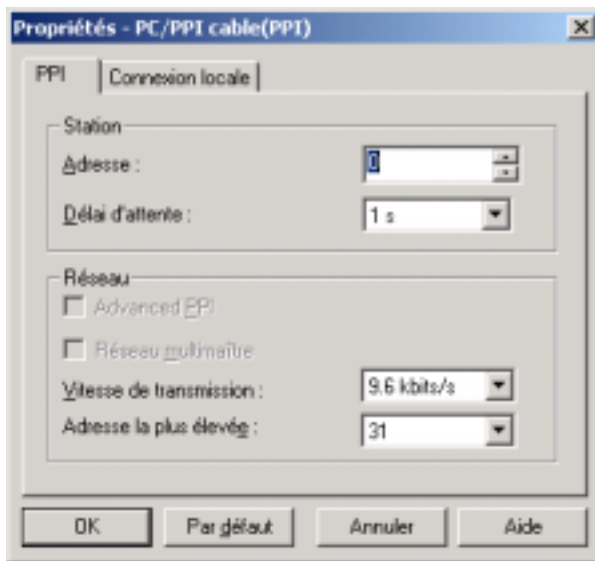 Propriétés - PC/PPI cable(PPI)
PPI
Connexion locale
Station
Adresse :
0
Délai d'attente :
1 s
Réseau
Advanced PPI
Réseau multimaître
Vitesse de transmission :
9.6 kbits/s
Adresse la plus élevée :
31
OK
Par défaut
Annuler
Aide